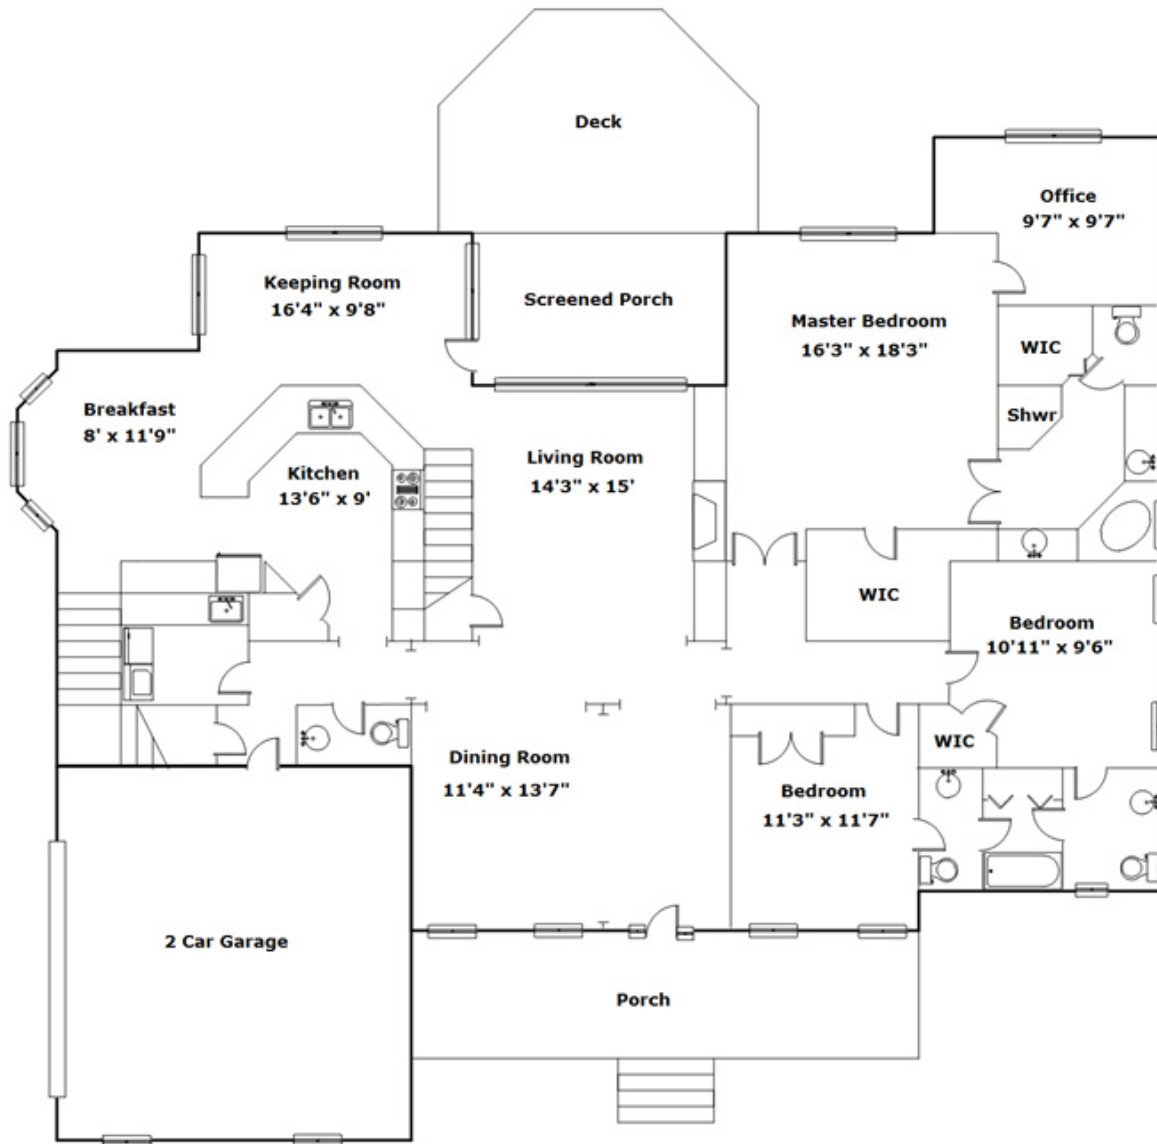 Deck
Office
9'7" x 9'7"
Keeping Room
16'4" x 9'8"
Screened Porch
Master Bedroom
16'3" x 18'3"
WIC
Breakfast
8' x 11'9"
Shwr
Kitchen
13'6" x 9'
Living Room
14'3" x 15'
WIC
Bedroom
10'11" x 9'6"
WIC
Dining Room
11'4" x 13'7"
Bedroom
11'3" x 11'7"
2 Car Garage
Porch